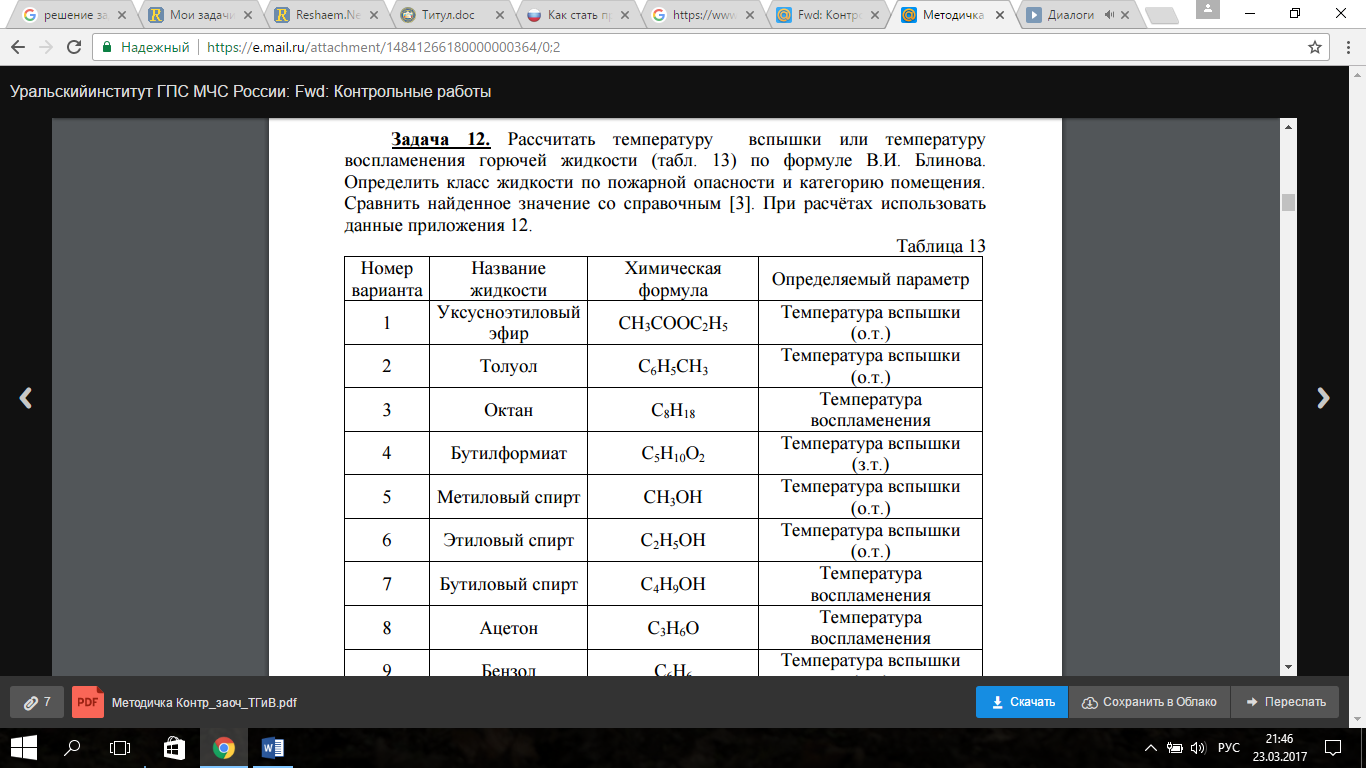 решение за
Мои задачи
Reshaem.Ne
Титул.doc
Как стать п
https://www
Fwd: Контро
Методичка
Диалоги
Надежный
https://e.mail.ru/attachment/14841266180000000364/0;2
Уральскийинститут ГПС МЧС России: Fwd: Контрольные работы
Задача 12. Рассчитать температуру вспышки или температуру
воспламенения горючей жидкости (табл. 13) по формуле В.И. Блинова.
Определить класс жидкости по пожарной опасности и категорию помещения.
Сравнить найденное значение со справочным [3]. При расчётах использовать
данные приложения 12.
Таблица 13
Номер варианта Название жидкости Химическая формула Определяемый параметр
1 Уксусноэтиловый эфир CH₃COOC₂H₅ Температура вспышки (о.т.)
2 Толуол C₆H₅CH₃ Температура вспышки (о.т.)
3 Октан C₈H₁₈ Температура воспламенения
4 Бутилформиат C₅H₁₀O₂ Температура вспышки (з.т.)
5 Метиловый спирт CH₃OH Температура вспышки (о.т.)
6 Этиловый спирт C₂H₅OH Температура вспышки (о.т.)
7 Бутиловый спирт C₄H₉OH Температура воспламенения
8 Ацетон C₃H₆O Температура воспламенения
9 Бензол C₆H₆ Температура вспышки
7
PDF
Методичка Контр_заоч_ТГиВ.pdf
Скачать
Сохранить в Облако
Переслать
РУС
21:46
23.03.2017